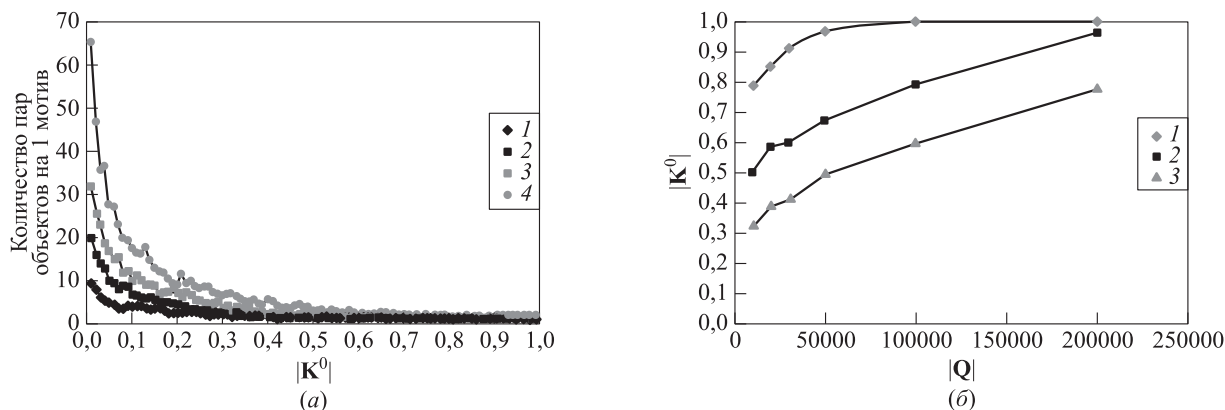 Количество пар
объектов на 1 мотив
70
60
50
40
30
20
10
0
0,0 0,1 0,2 0,3 0,4 0,5 0,6 0,7 0,8 0,9 1,0
|K⁰|
(а)
1
2
3
4
|K⁰|
1,0
0,9
0,8
0,7
0,6
0,5
0,4
0,3
0,2
0,1
0,0
0 50000 100000 150000 200000 250000
|Q|
(б)
1
2
3